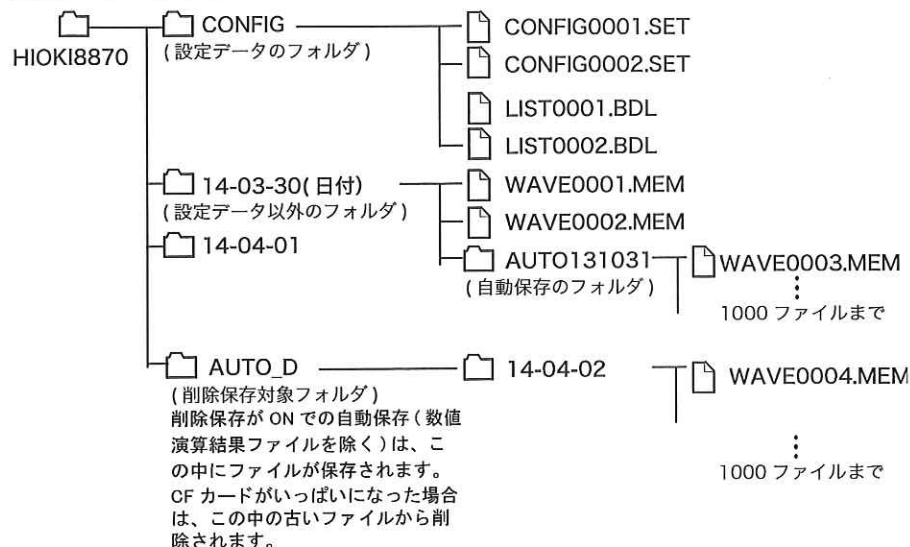 CONFIG
CONFIG0001.SET
HIOKI8870
(設定データのフォルダ)
CONFIG0002.SET
LIST0001.BDL
LIST0002.BDL
14-03-30(日付)
WAVE0001.MEM
(設定データ以外のフォルダ)
WAVE0002.MEM
14-04-01
AUTO131031
WAVE0003.MEM
(自動保存のフォルダ)
1000 ファイルまで
AUTO_D
14-04-02
WAVE0004.MEM
(削除保存対象フォルダ)
削除保存が ON での自動保存(数値
演算結果ファイルを除く)は、こ
の中にファイルが保存されます。
CF カードがいっぱいになった場合
は、この中の古いファイルから削
除されます。
1000 ファイルまで